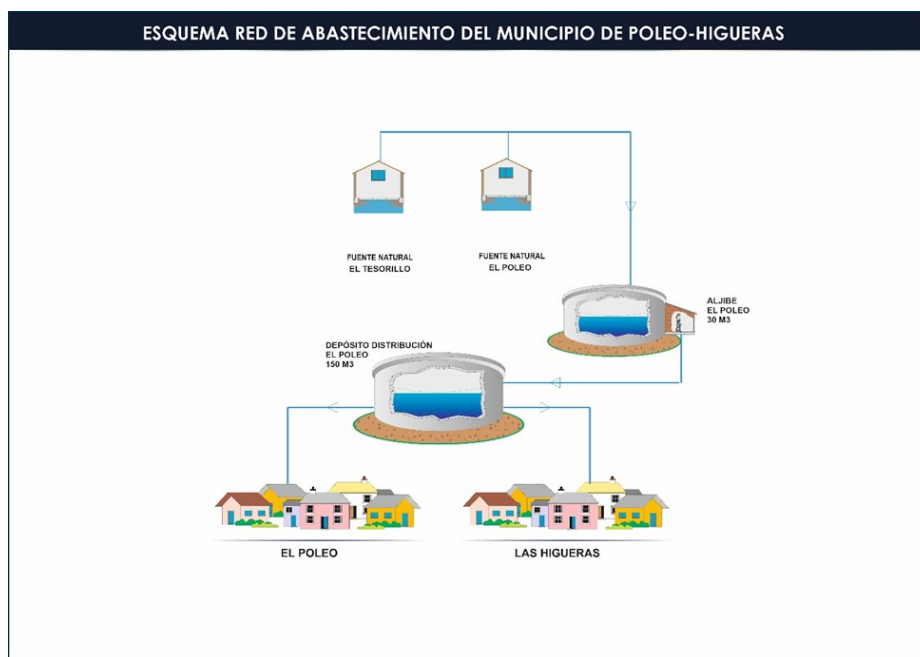 ESQUEMA RED DE ABASTECIMIENTO DEL MUNICIPIO DE POLEO-HIGUERAS
FUENTE NATURAL
EL TESORILLO
FUENTE NATURAL
EL POLEO
ALJIBE
EL POLEO
30 M3
DEPÓSITO DISTRIBUCIÓN
EL POLEO
150 M3
EL POLEO
LAS HIGUERAS